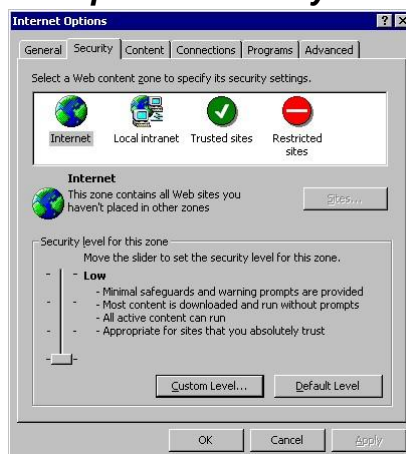 Internet Options
General Security Content Connections Programs Advanced
Select a Web content zone to specify its security settings.
Internet Local intranet Trusted sites Restricted
sites
Internet
This zone contains all Web sites you
haven't placed in other zones
Sites...
Security level for this zone
Move the slider to set the security level for this zone.
Low
- Minimal safeguards and warning prompts are provided
- Most content is downloaded and run without prompts
- All active content can run
- Appropriate for sites that you absolutely trust
Custom Level... Default Level
OK Cancel Apply